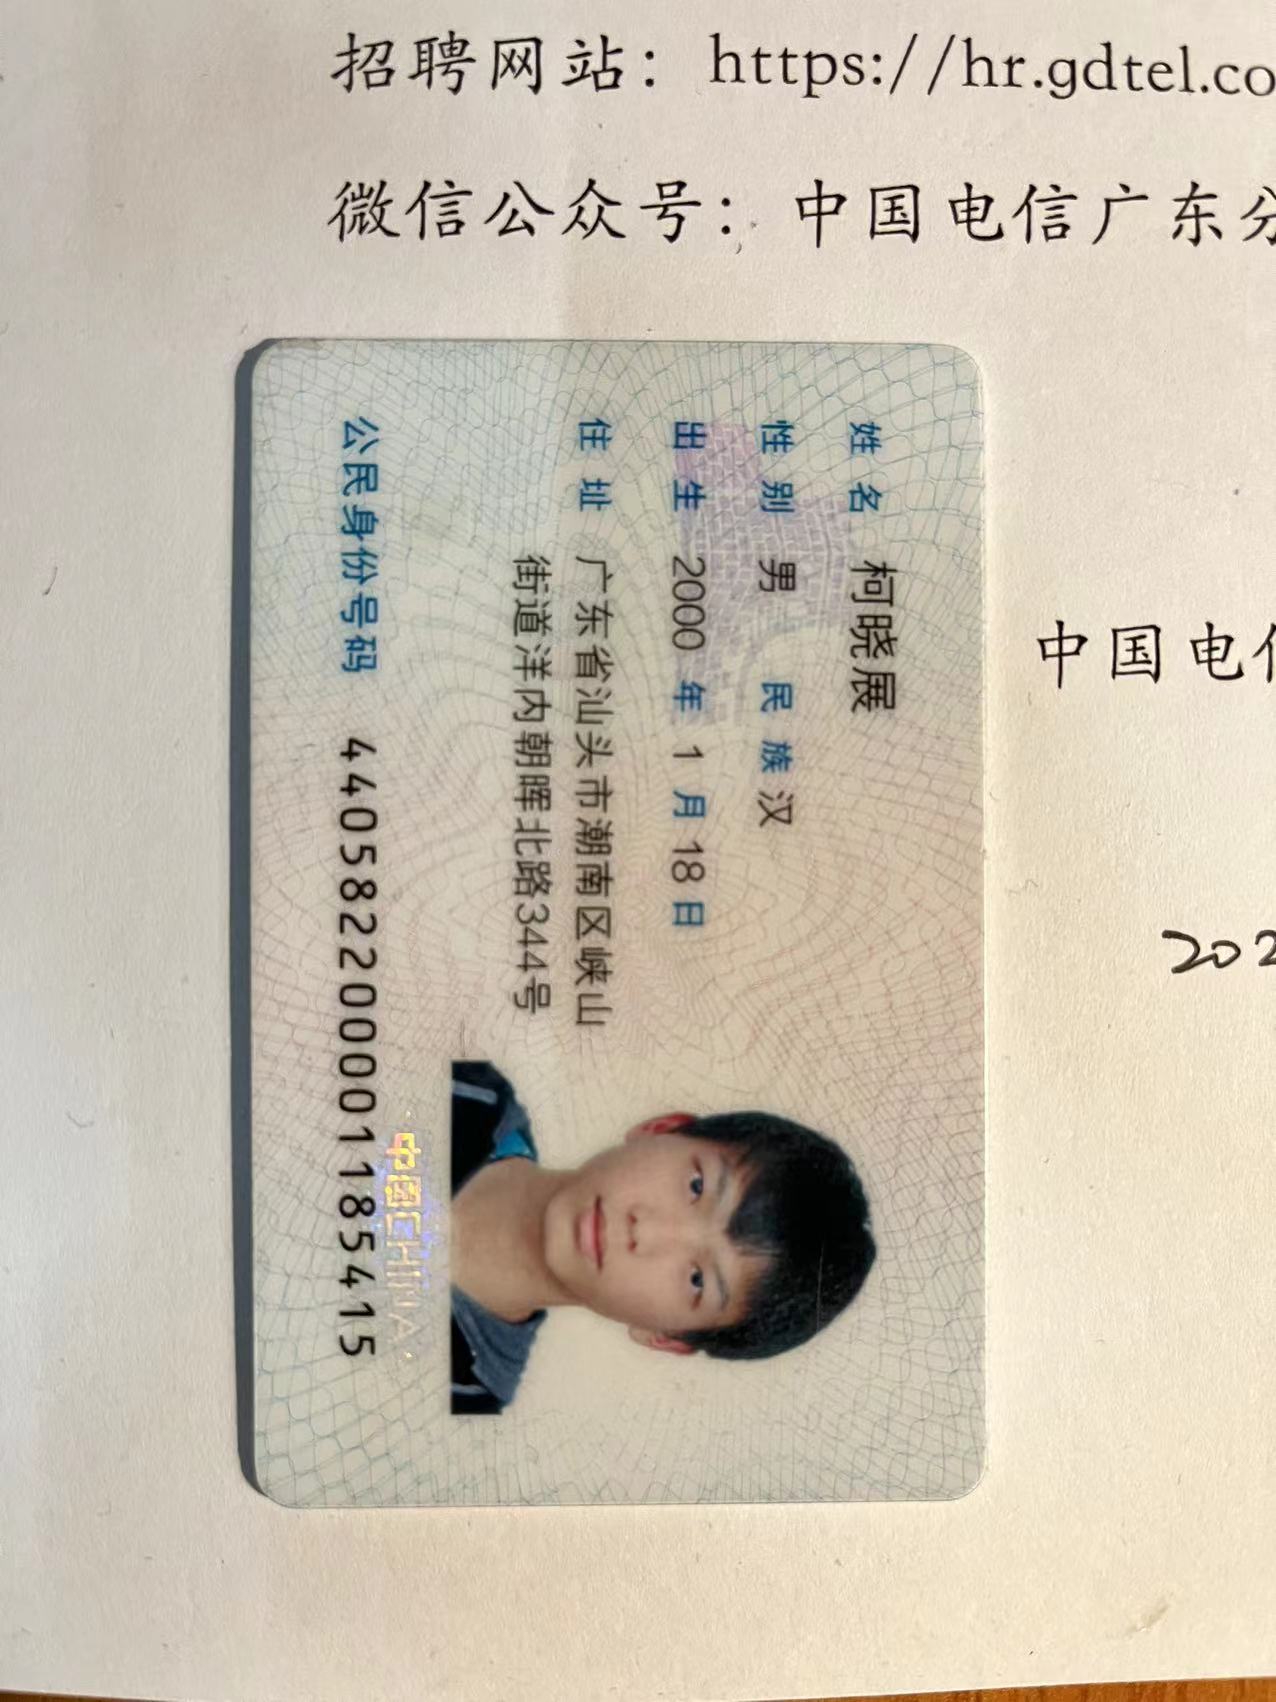 招聘网站：https://hr.gdtel.co
微信公众号：中国电信广东分
姓名 柯晓展
性别 男 民族 汉
出生 2000 年 1 月 18 日
住址 广东省汕头市潮南区峡山
街道洋内朝晖北路344号
公民身份号码 440582200001185415
中国CHINA
中国电信
202